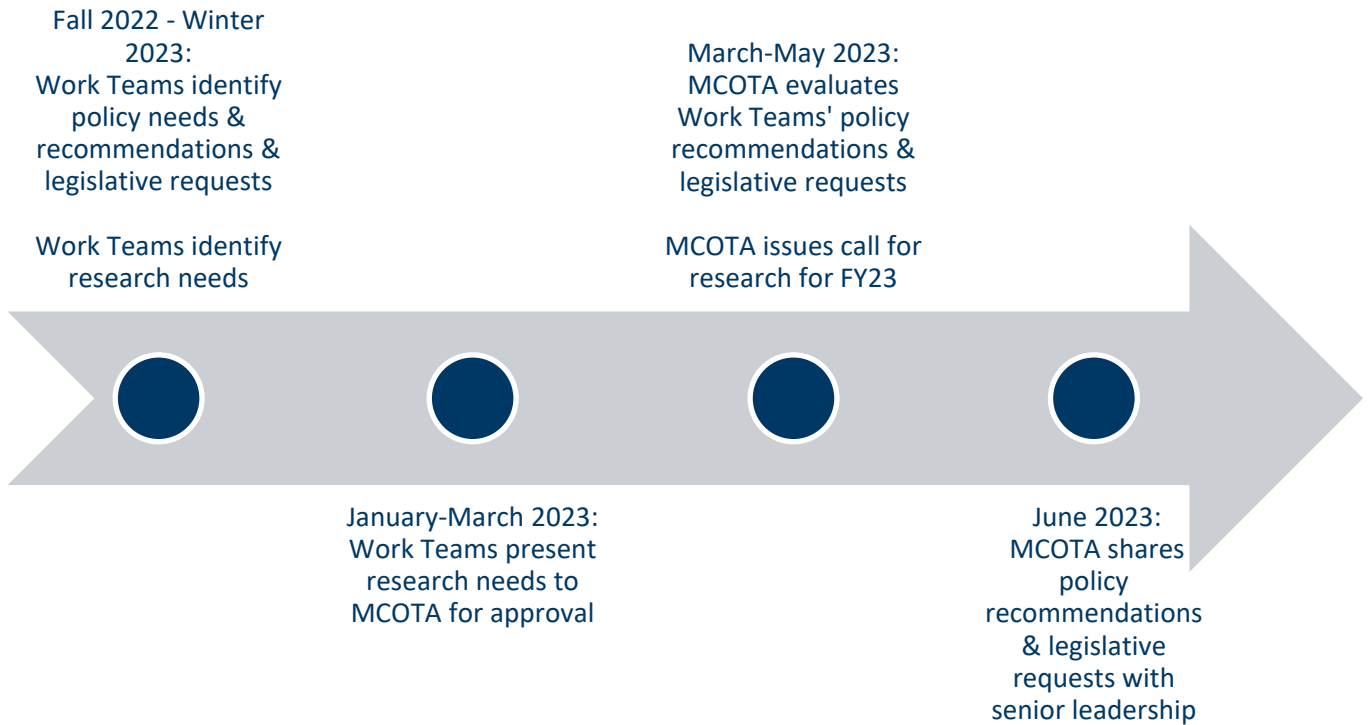 Fall 2022 - Winter
2023:
Work Teams identify
policy needs &
recommendations &
legislative requests
Work Teams identify
research needs
January-March 2023:
Work Teams present
research needs to
MCOTA for approval
March-May 2023:
MCOTA evaluates
Work Teams' policy
recommendations &
legislative requests
MCOTA issues call for
research for FY23
June 2023:
MCOTA shares
policy
recommendations
& legislative
requests with
senior leadership